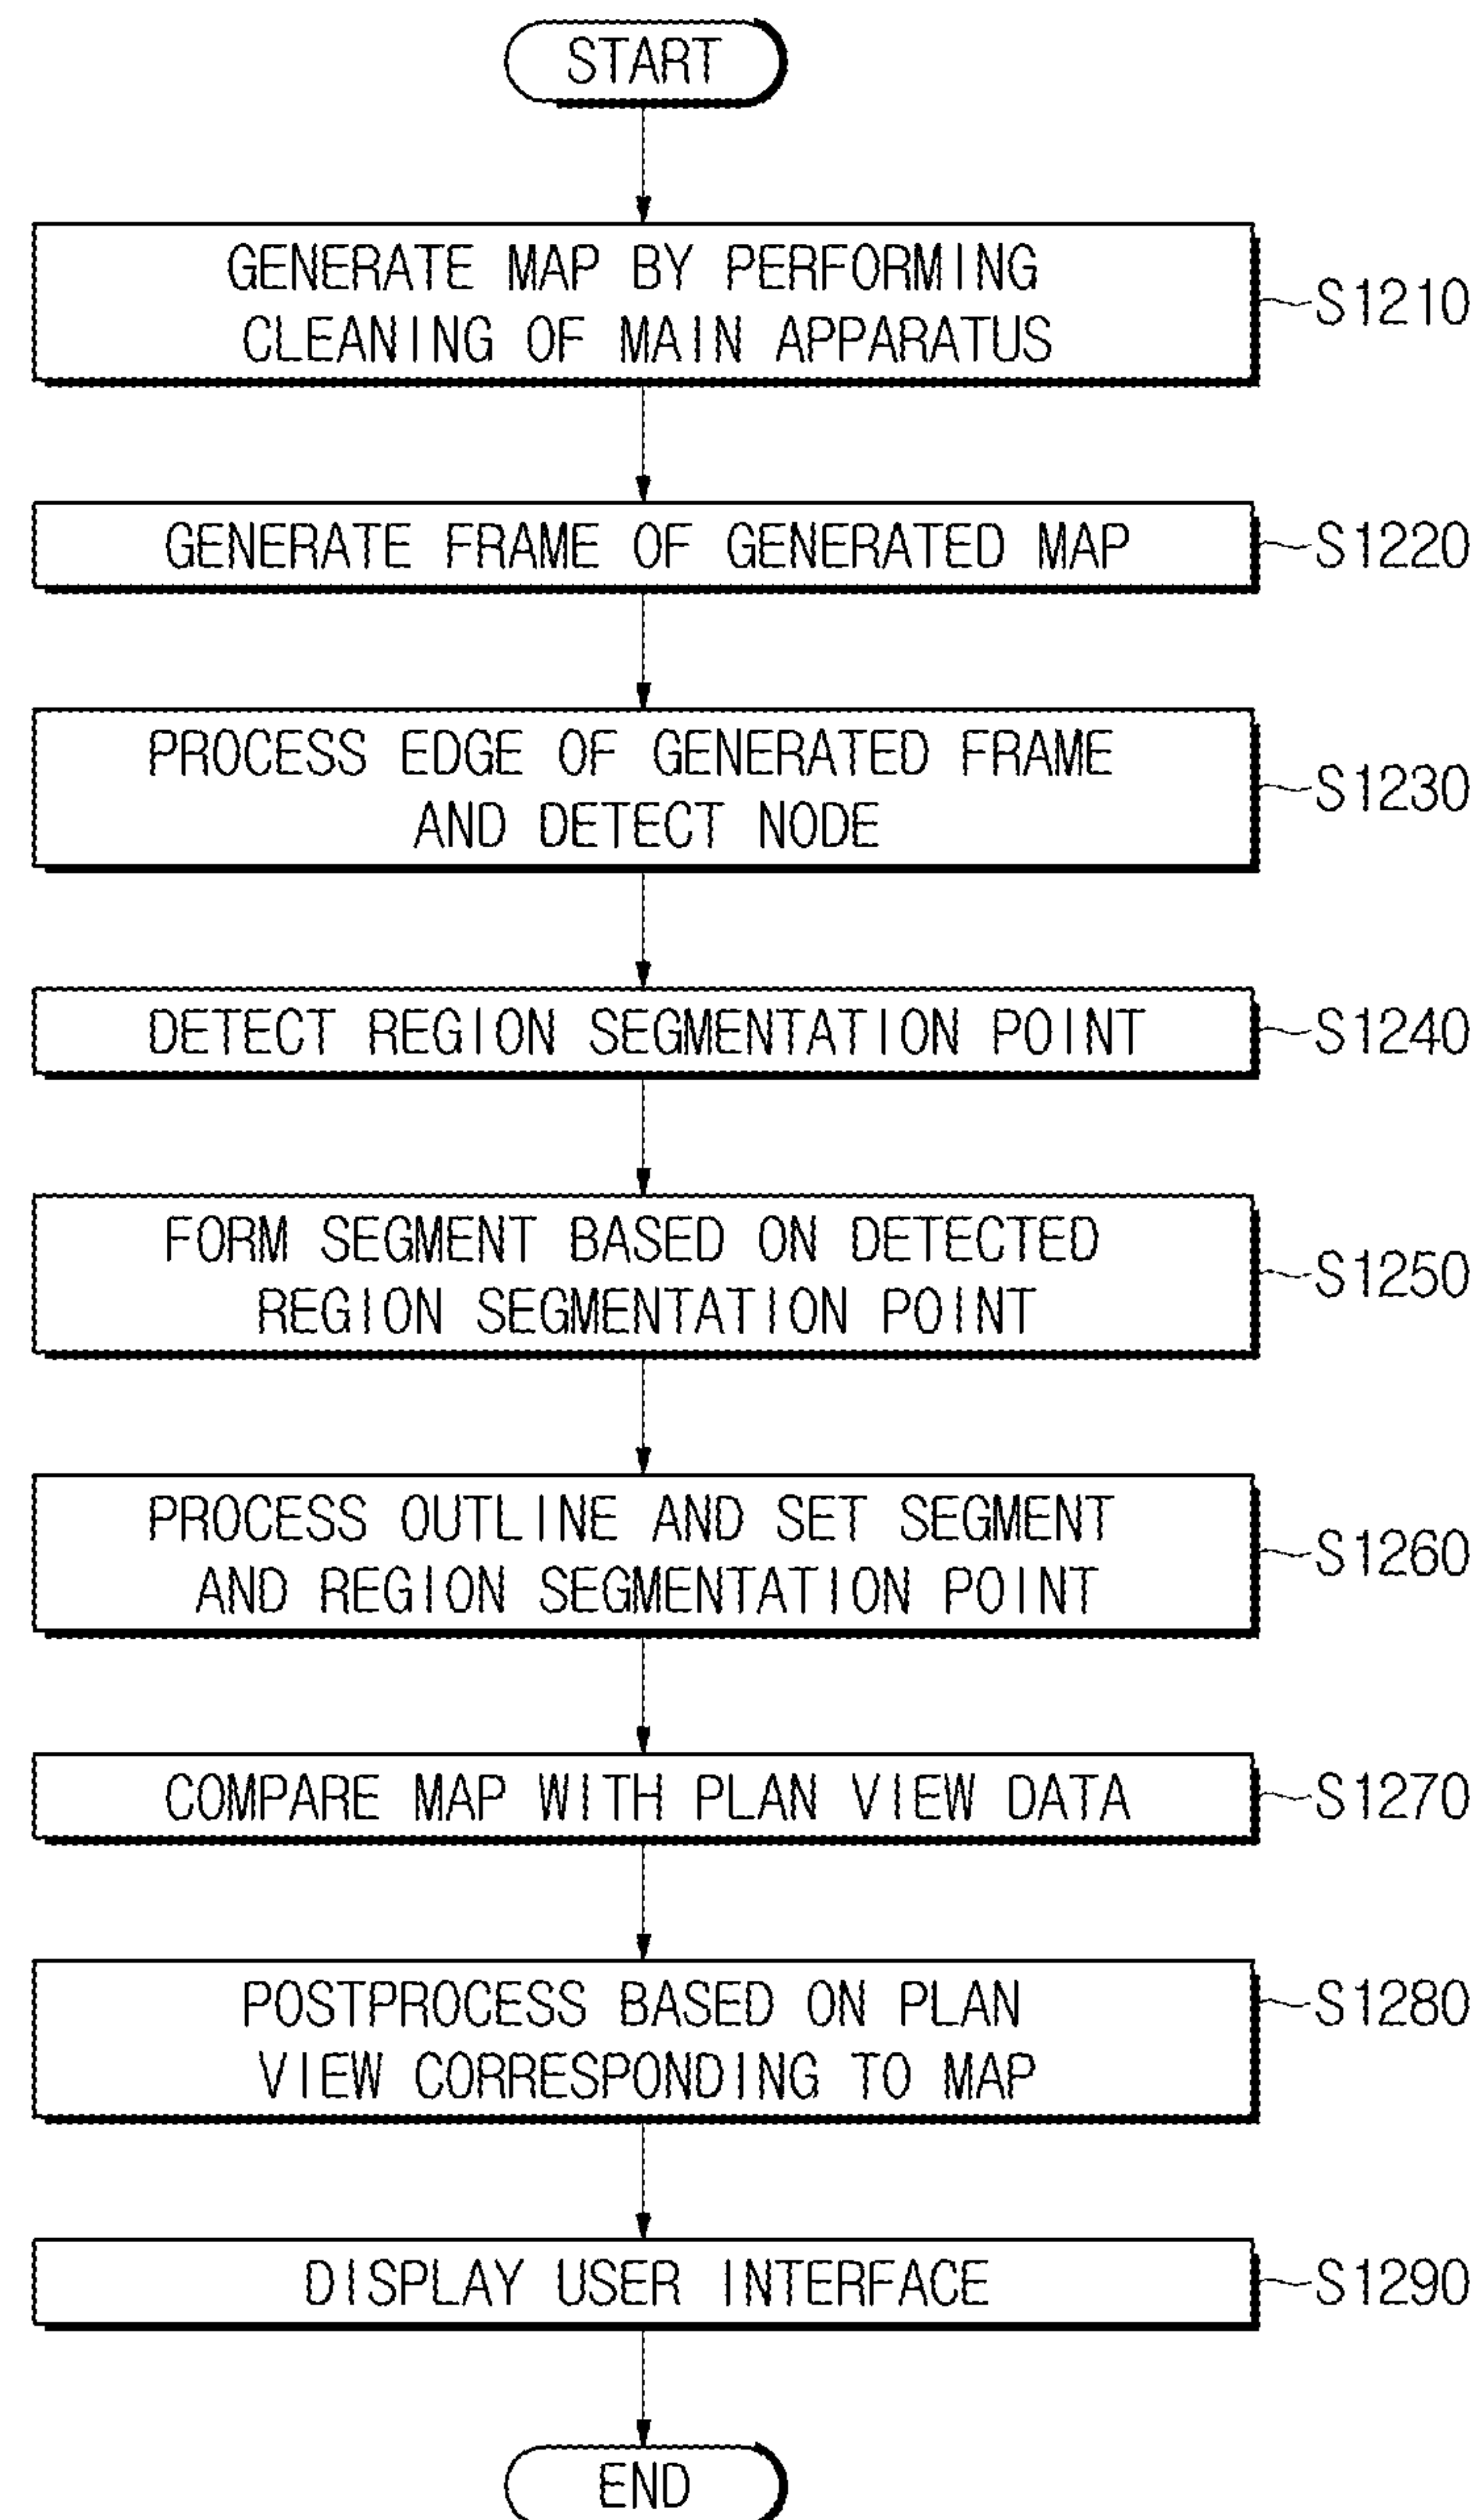 START
GENERATE MAP BY PERFORMING
CLEANING OF MAIN APPARATUS
S1210
GENERATE FRAME OF GENERATED MAP
S1220
PROCESS EDGE OF GENERATED FRAME
AND DETECT NODE
S1230
DETECT REGION SEGMENTATION POINT
S1240
FORM SEGMENT BASED ON DETECTED
REGION SEGMENTATION POINT
S1250
PROCESS OUTLINE AND SET SEGMENT
AND REGION SEGMENTATION POINT
S1260
COMPARE MAP WITH PLAN VIEW DATA
S1270
POSTPROCESS BASED ON PLAN
VIEW CORRESPONDING TO MAP
S1280
DISPLAY USER INTERFACE
S1290
END